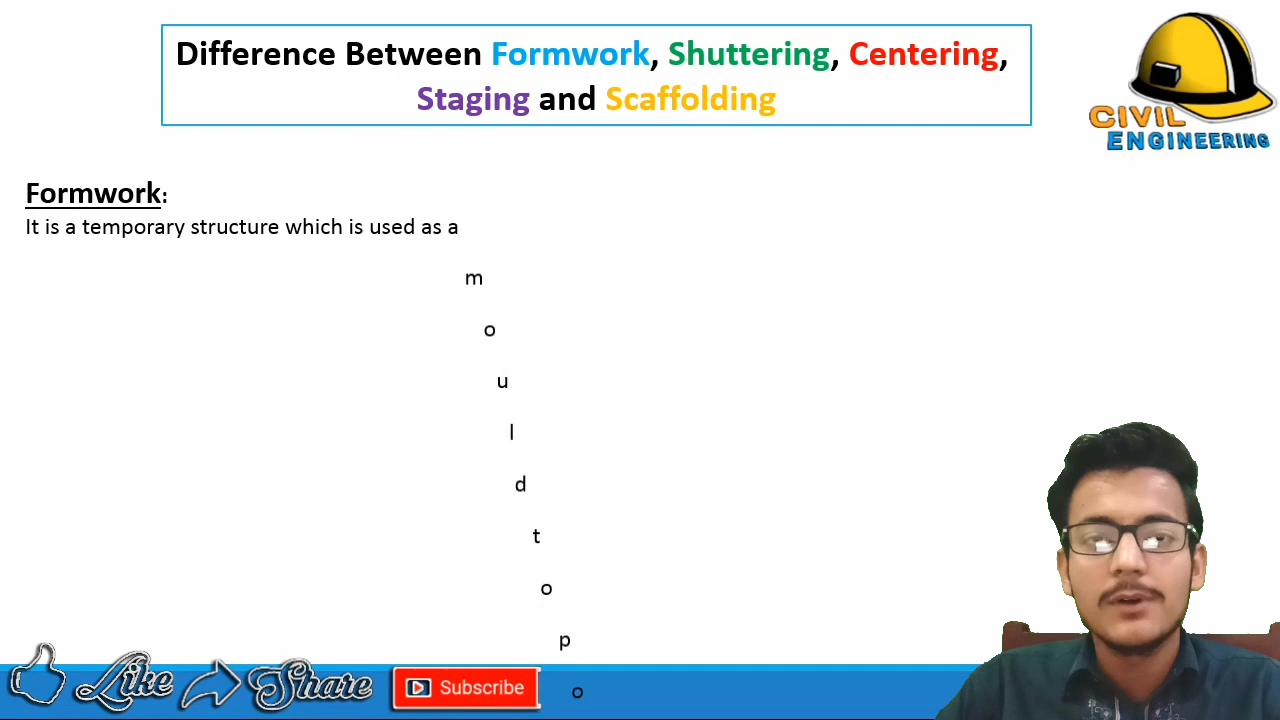 Difference Between Formwork, Shuttering, Centering,
Staging and Scaffolding
CIVIL
ENGINEERING
Formwork:
It is a temporary structure which is used as a
m
o
u
l
d
t
o
p
o
Like Share Subscribe